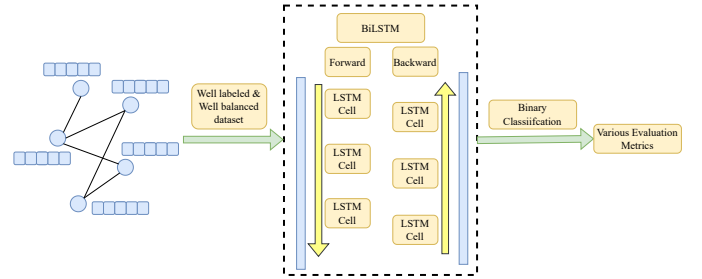 Well labeled &
Well balanced
dataset
BiLSTM
Forward
Backward
LSTM
Cell
LSTM
Cell
LSTM
Cell
LSTM
Cell
LSTM
Cell
LSTM
Cell
Binary
Classiifcation
Various Evaluation
Metrics